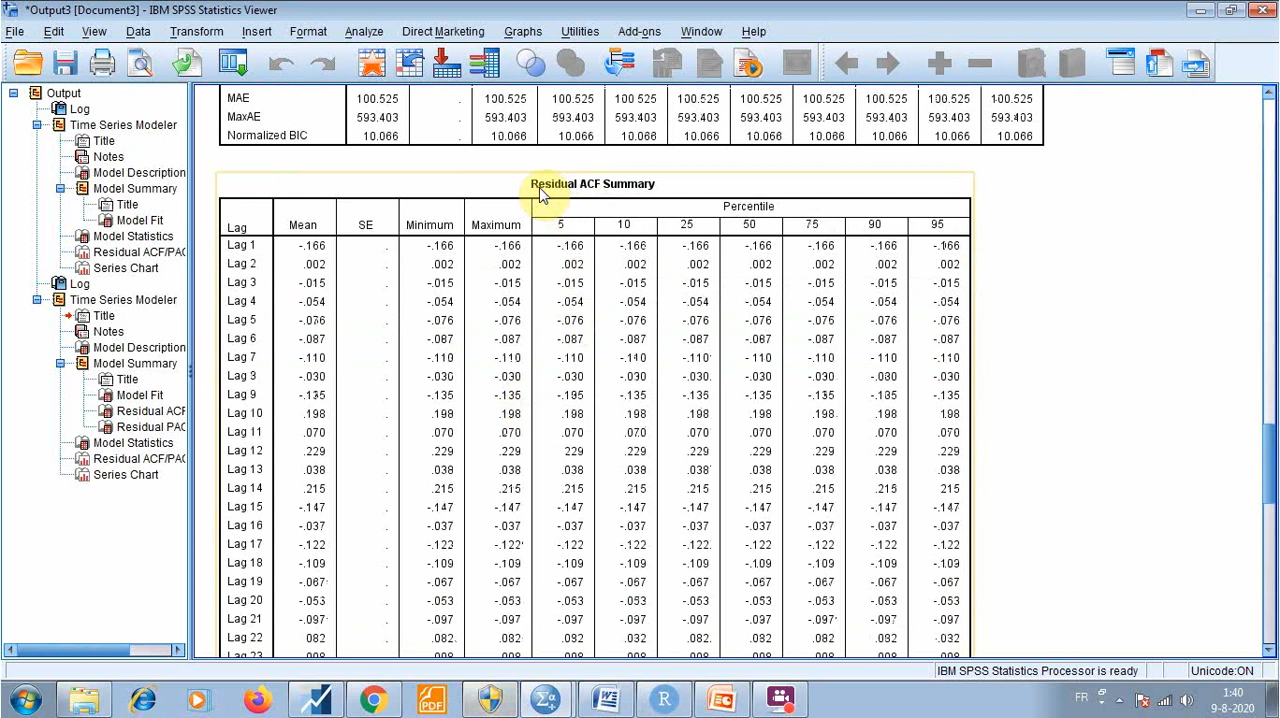 *Output3 [Document3] - IBM SPSS Statistics Viewer
File Edit View Data Transform Insert Format Analyze Direct Marketing Graphs Utilities Add-ons Window Help
Output
Log
Time Series Modeler
Title
Notes
Model Description
Model Summary
Title
Model Fit
Model Statistics
Residual ACF/PAC
Series Chart
Log
Time Series Modeler
Title
Notes
Model Description
Model Summary
Title
Model Fit
Residual ACF
Residual PAC
Model Statistics
Residual ACF/PAC
Series Chart
MAE 100.525 . 100.525 100.525 100 525 100.525 100.525 100.525 100.525 100.525
MaxAE 593.403 . 593.403 593.403 593.403 593.403 593.403 593.403 593.403 593.403
Normalized BIC 10.066 10.066 10.066 10.066 10.066 10.066 10.066 10.066 10.066
Residual ACF Summary
Percentile
Lag Mean SE Minimum Maximum 5 10 25 50 75 90 95
Lag 1 -.166 . -.166 -.166 -.166 -.166 -.166 -.166 -.166 -.166 -.166
Lag 2 .002 . .002 .002 .002 .002 .002 .002 .002 .002 .002
Lag 3 -.015 . -.015 -.015 -.015 -.015 -.015 -.015 -.015 -.015 -.015
Lag 4 -.054 . -.054 -.054 -.054 -.054 -.054 -.054 -.054 -.054 -.054
Lag 5 -.076 . -.076 -.076 -.076 -.076 -.076 -.076 -.076 -.076 -.076
Lag 6 -.087 . -.087 -.087 -.087 -.087 -.087 -.087 -.087 -.087 -.087
Lag 7 -.110 . -.110 -.110 -.110 -.110 -.110 -.110 -.110 -.110 -.110
Lag 3 -.030 . -.030 -.030 -.030 -.030 -.030 -.030 -.030 -.030 -.030
Lag 9 -.135 . -.135 -.135 -.195 -.135 -.135 -.135 -.135 -.135 -.135
Lag 10 .198 . .198 .198 .198 .198 .198 .198 .198 .198 .198
Lag 11 .070 . .070 .070 .070 .070 .070 .070 .070 .070 .070
Lag 12 .229 . .229 .229 .229 .229 .229 .229 .229 .229 .229
Lag 13 .038 . .038 .038 .038 .038 .038 .038 .038 .038 .038
Lag 14 .215 . .215 .215 .215 .215 .215 .215 .215 .215 .215
Lag 15 -.147 . -.147 -.147 -.147 -.147 -.147 -.147 -.147 -.147 -.147
Lag 16 -.037 . -.037 -.037 -.037 -.037 -.037 -.037 -.037 -.037 -.037
Lag 17 -.122 . -.122 -.122 -.122 -.122 -.122 -.122 -.122 -.122 -.122
Lag 18 -.109 . -.109 -.109 -.109 -.109 -.109 -.109 -.109 -.109 -.109
Lag 19 -.067 . -.067 -.067 -.067 -.067 -.067 -.067 -.067 -.067 -.067
Lag 20 -.053 . -.053 -.053 -.053 -.053 -.053 -.053 -.053 -.053 -.053
Lag 21 -.097 . -.097 -.097 -.097 -.097 -.097 -.097 -.097 -.097 -.097
Lag 22 082 . .082 .082 .082 .032 .082 .082 .082 .082 .032
IBM SPSS Statistics Processor is ready Unicode:ON
PDF W R FR 1:40
9-8-2020